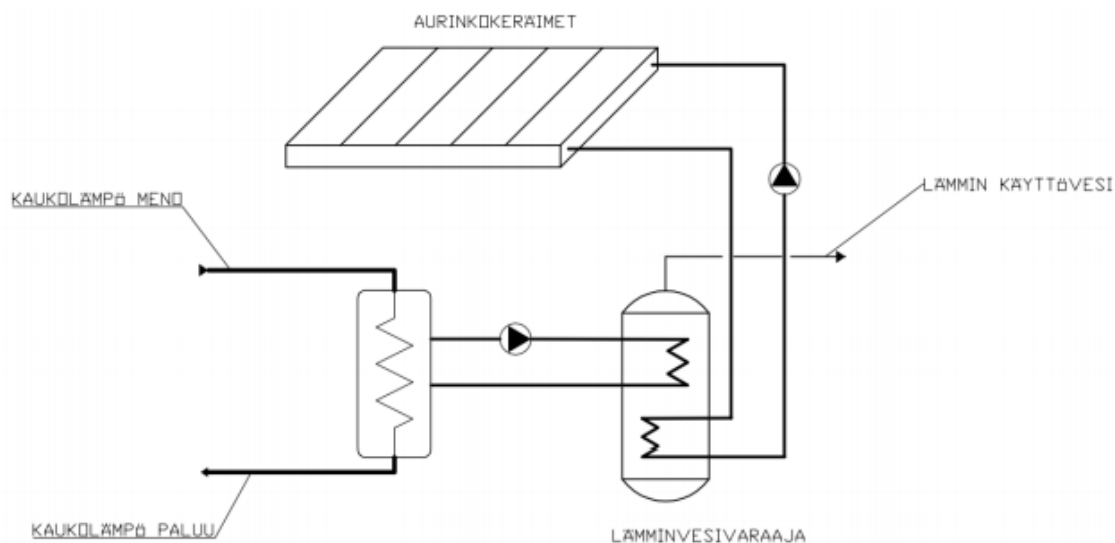 AURINKOKERÄIMET
KAUKOLÄMPÖ MENO
LÄMMIN KÄYTTÖVESI
KAUKOLÄMPÖ PALUU
LÄMMINVESIVARAAJA